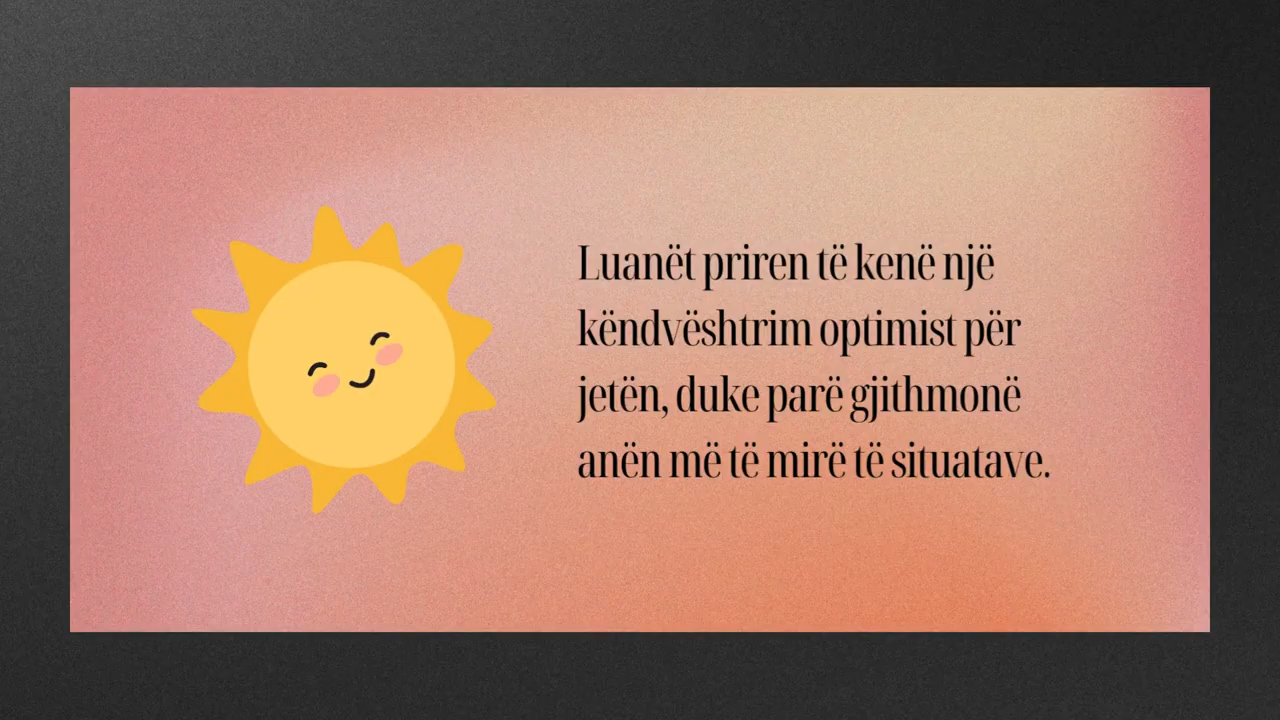 Luanët priren të kenë një
këndvështrim optimist për
jetën, duke parë gjithmonë
anën më të mirë të situatave.